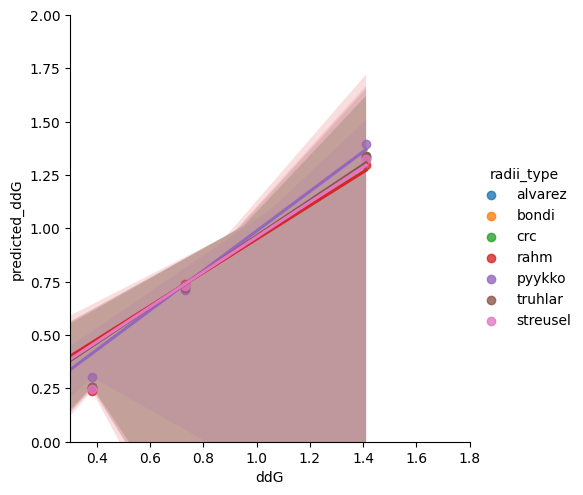 2.00
1.75
1.50
1.25
1.00
0.75
0.50
0.25
0.00
predicted_ddG
0.4
0.6
0.8
1.0
1.2
1.4
1.6
1.8
ddG
radii_type
alvarez
bondi
crc
rahm
pyykko
truhlar
streusel